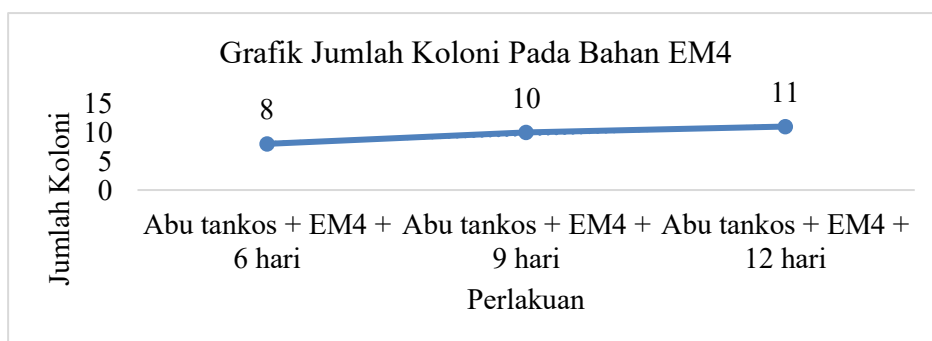 Grafik Jumlah Koloni Pada Bahan EM4
Jumlah Koloni
15
10
5
0
8
10
11
Abu tankos + EM4 +
6 hari
Abu tankos + EM4 +
9 hari
Abu tankos + EM4 +
12 hari
Perlakuan